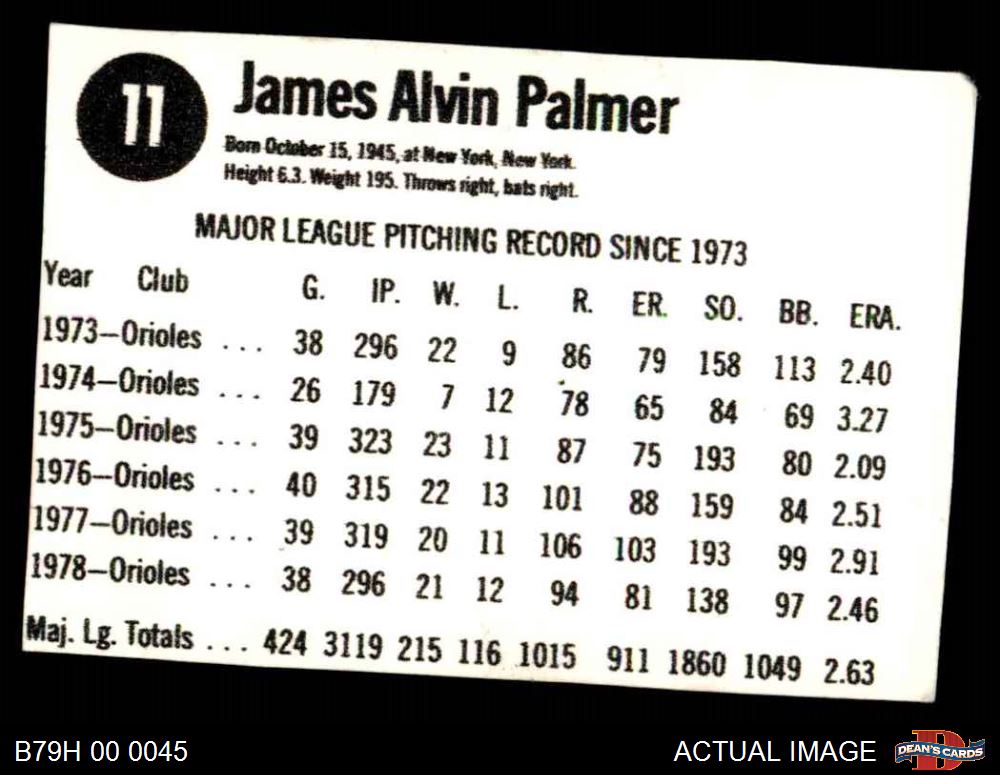 11
James Alvin Palmer
Born October 15, 1945, at New York, New York.
Height 6.3. Weight 195. Throws right, bats right.
MAJOR LEAGUE PITCHING RECORD SINCE 1973
Year Club G. IP. W. L. R. ER. SO. BB. ERA.
1973—Orioles ... 38 296 22 9 86 79 158 113 2.40
1974—Orioles ... 26 179 7 12 78 65 84 69 3.27
1975—Orioles ... 39 323 23 11 87 75 193 80 2.09
1976—Orioles ... 40 315 22 13 101 88 159 84 2.51
1977—Orioles ... 39 319 20 11 106 103 193 99 2.91
1978—Orioles ... 38 296 21 12 94 81 138 97 2.46
Maj. Lg. Totals ... 424 3119 215 116 1015 911 1860 1049 2.63
B79H 00 0045
ACTUAL IMAGE
D
DEAN'S CARDS